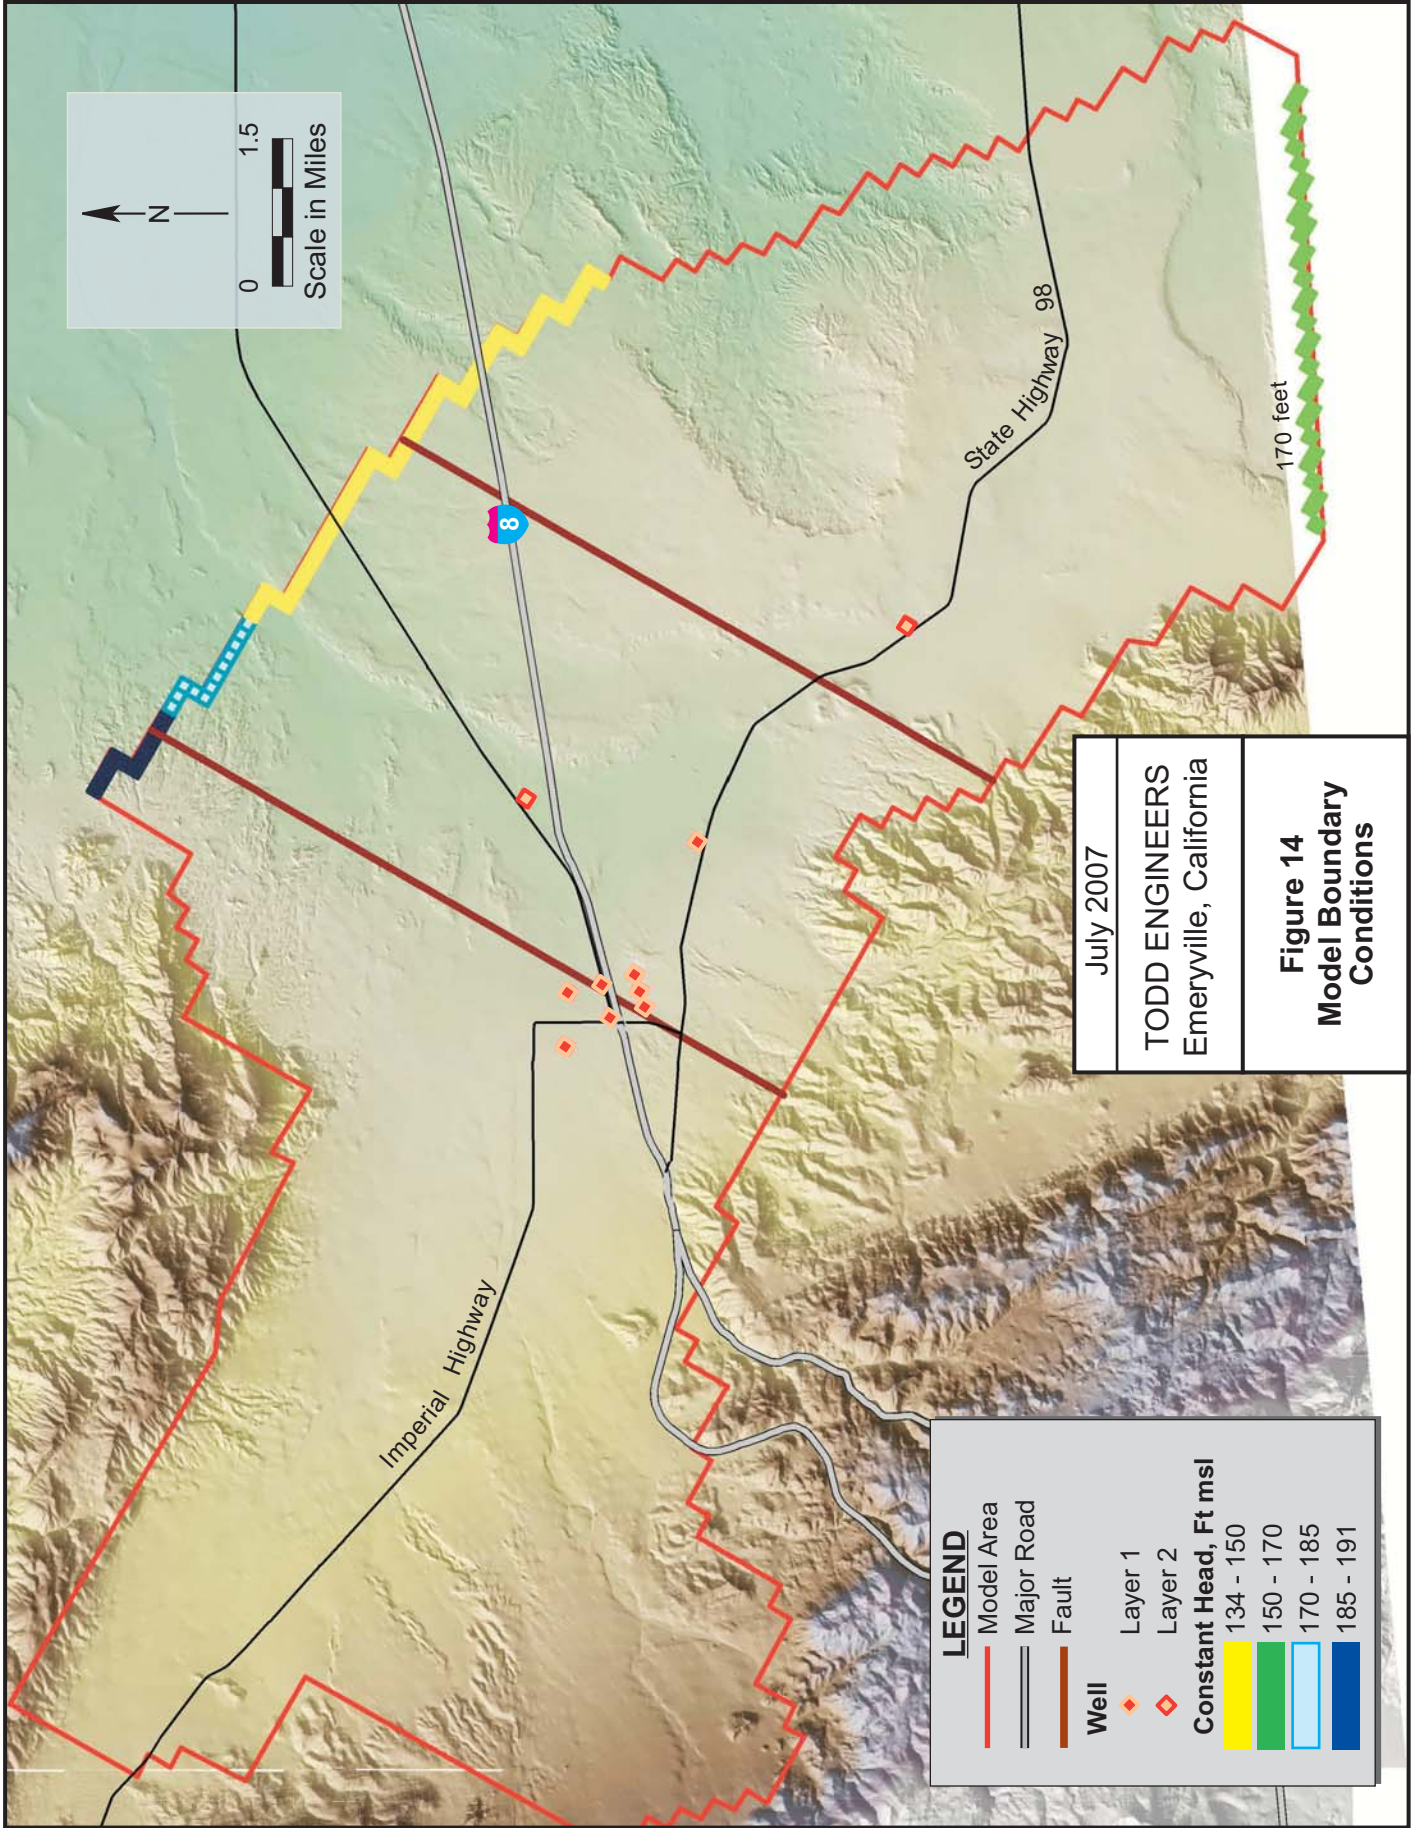 N
0 1.5
Scale in Miles
8
State Highway 98
Imperial Highway
170 feet
LEGEND
Model Area
Major Road
Fault
Well
Layer 1
Layer 2
Constant Head, Ft msl
134 - 150
150 - 170
170 - 185
185 - 191
July 2007
TODD ENGINEERS
Emeryville, California
Figure 14
Model Boundary
Conditions